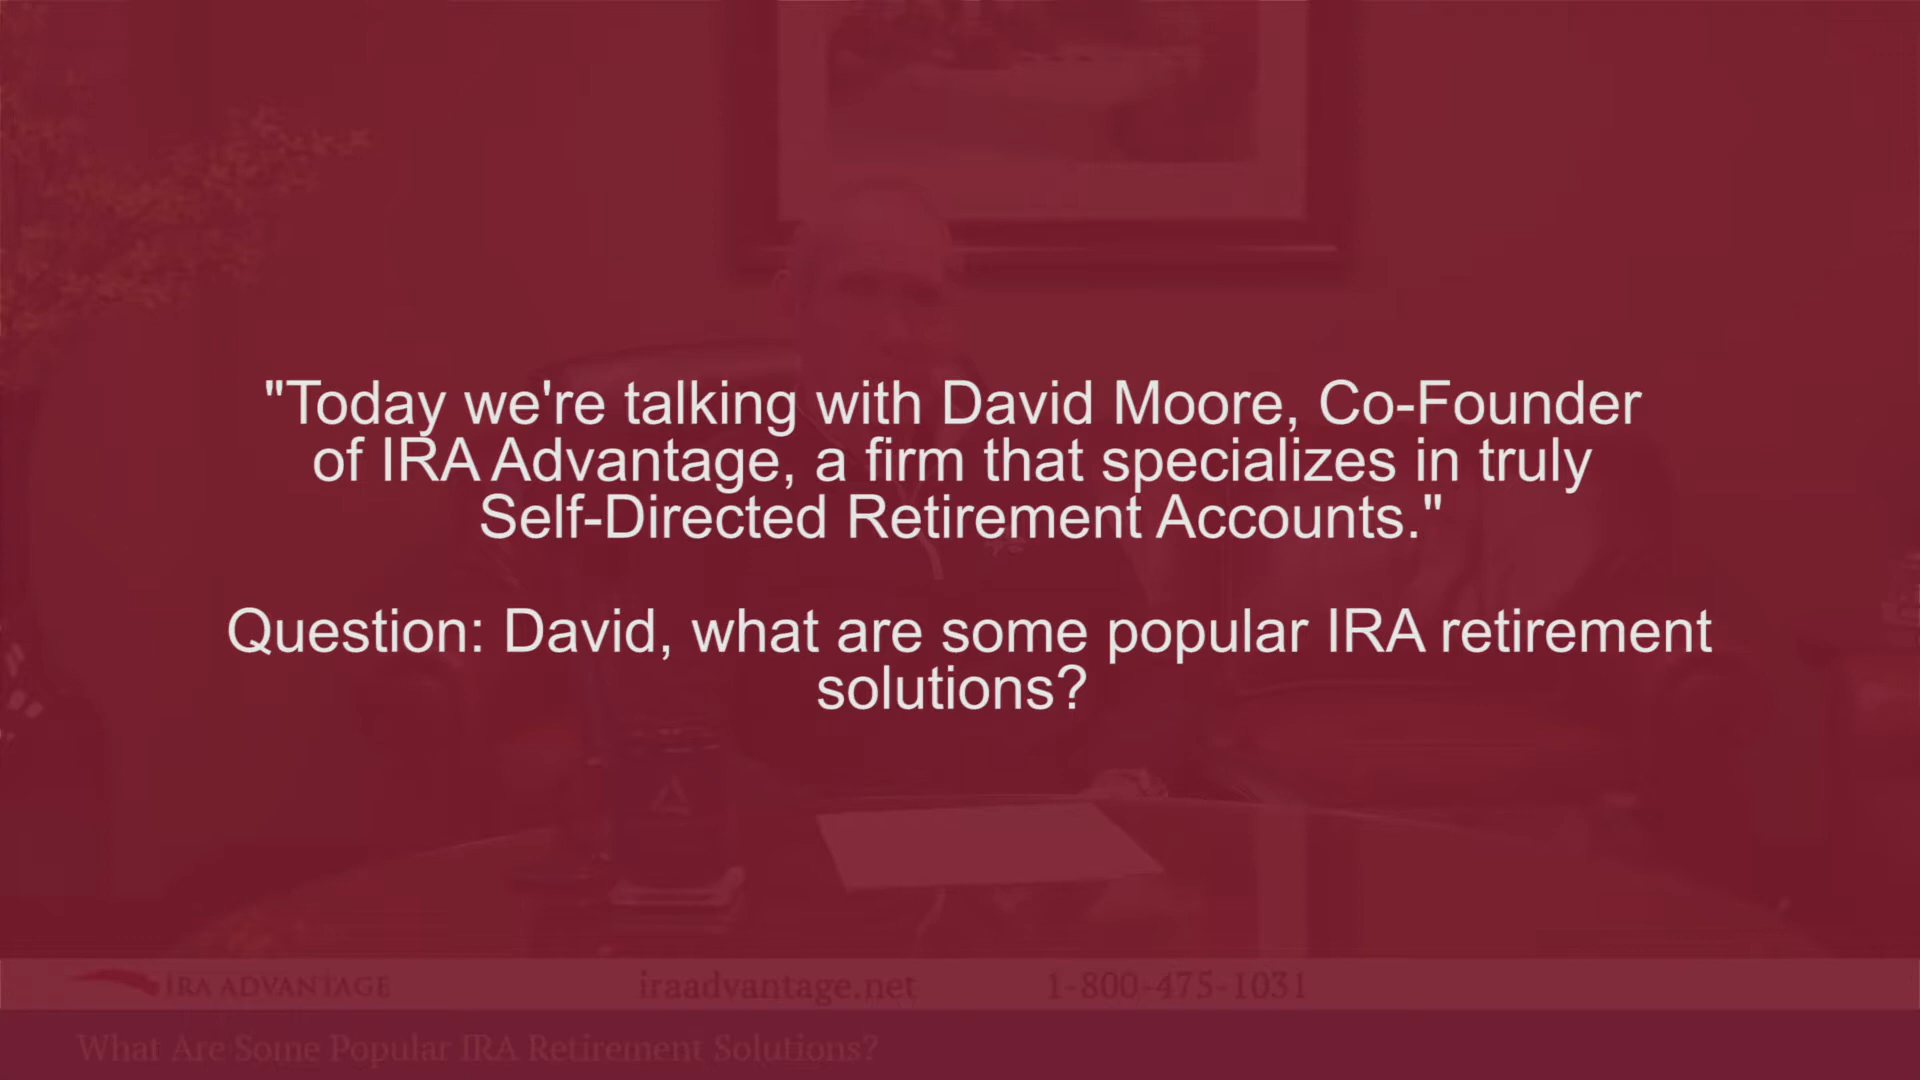 "Today we're talking with David Moore, Co-Founder
of IRA Advantage, a firm that specializes in truly
Self-Directed Retirement Accounts."
Question: David, what are some popular IRA retirement
solutions?
IRA ADVANTAGE
iraadvantage.net
1-800-475-1031
What Are Some Popular IRA Retirement Solutions?